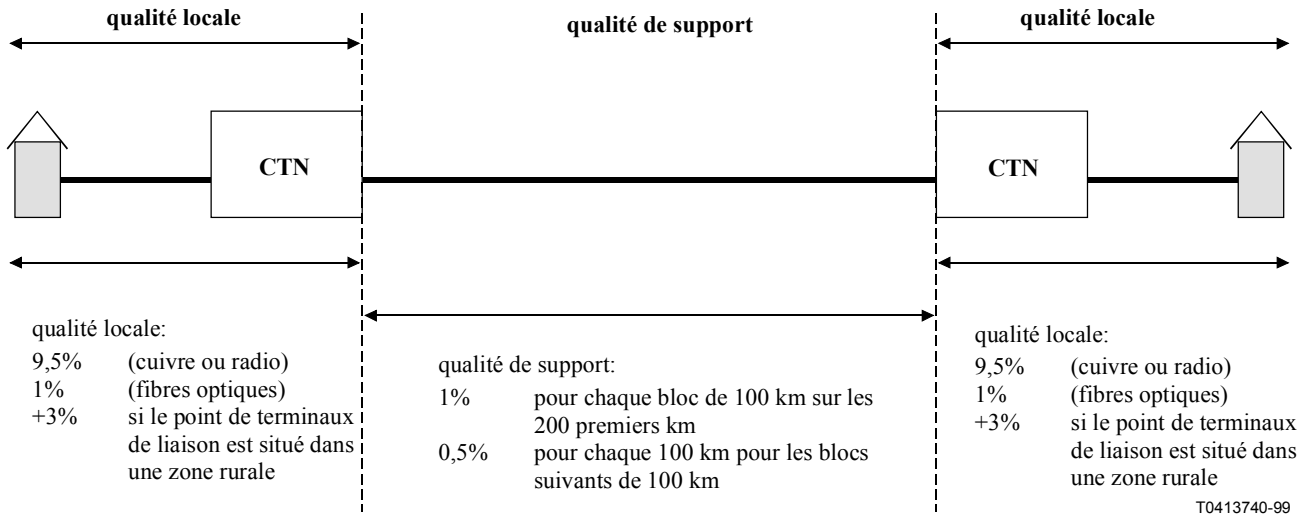 qualité locale
qualité de support
qualité locale
CTN
CTN
qualité locale:
9,5% (cuivre ou radio)
1% (fibres optiques)
+3% si le point de terminaux
de liaison est situé dans
une zone rurale
qualité de support:
1% pour chaque bloc de 100 km sur les
200 premiers km
0,5% pour chaque 100 km pour les blocs
suivants de 100 km
qualité locale:
9,5% (cuivre ou radio)
1% (fibres optiques)
+3% si le point de terminaux
de liaison est situé dans
une zone rurale
T0413740-99